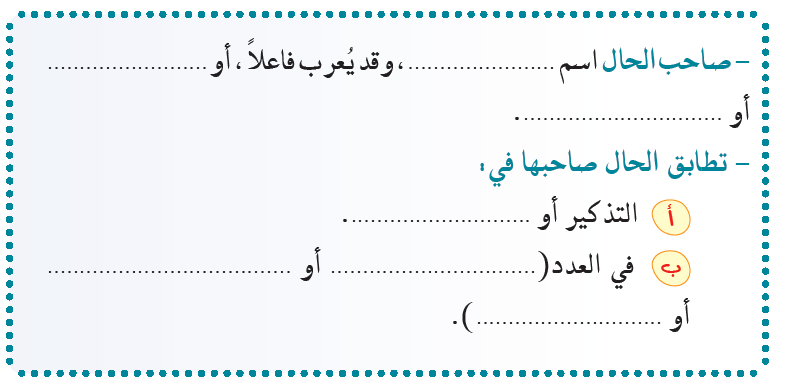 – صاحب الحال اسم ........................، وقد يُعرب فاعلاً، أو ..........................
أو ................................ .
– تطابق الحال صاحبها في:
أ التذكير أو ............................. .
ب في العدد(................................ أو ......................................
أو ..............................).